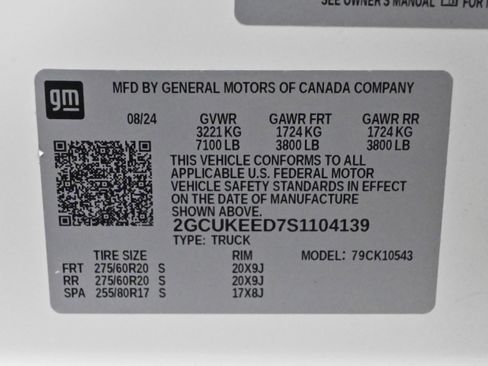 SEE OWNER'S MANUAL
FOR
gm
MFD BY GENERAL MOTORS OF CANADA COMPANY
08/24 GVWR GAWR FRT GAWR RR
3221 KG 1724 KG 1724 KG
7100 LB 3800 LB 3800 LB
THIS VEHICLE CONFORMS TO ALL
APPLICABLE U.S. FEDERAL MOTOR
VEHICLE SAFETY STANDARDS IN EFFECT
ON THE DATE OF MANUFACTURE
SHOWN ABOVE.
2GCUKEED7S1104139
TYPE: TRUCK
TIRE SIZE RIM MODEL: 79CK10543
FRT 275/60R20 S 20X9J
RR 275/60R20 S 20X9J
SPA 255/80R17 S 17X8J